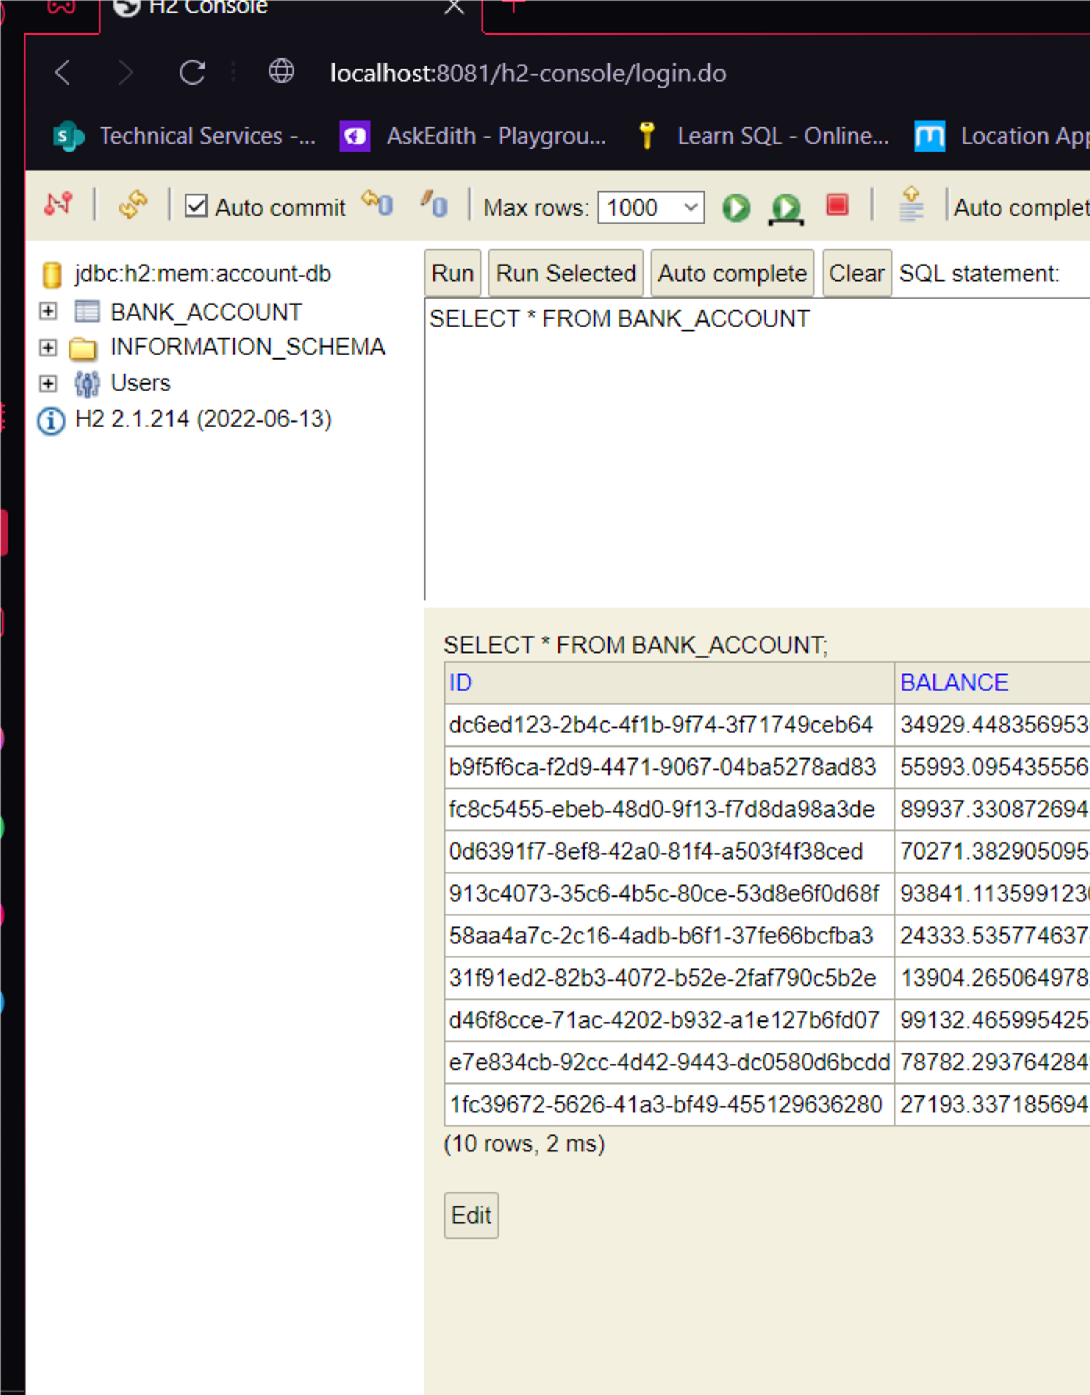 H2 Console
localhost:8081/h2-console/login.do
Technical Services -... AskEdith - Playgrou... Learn SQL - Online... Location App
Auto commit Max rows: 1000 Auto complet
jdbc:h2:mem:account-db
BANK_ACCOUNT
INFORMATION_SCHEMA
Users
H2 2.1.214 (2022-06-13)
Run Run Selected Auto complete Clear SQL statement:
SELECT * FROM BANK_ACCOUNT
SELECT * FROM BANK_ACCOUNT;
ID BALANCE
dc6ed123-2b4c-4f1b-9f74-3f71749ceb64 34929.448356953
b9f5f6ca-f2d9-4471-9067-04ba5278ad83 55993.095435556
fc8c5455-ebeb-48d0-9f13-f7d8da98a3de 89937.330872694
0d6391f7-8ef8-42a0-81f4-a503f4f38ced 70271.382905095
913c4073-35c6-4b5c-80ce-53d8e6f0d68f 93841.1135991230
58aa4a7c-2c16-4adb-b6f1-37fe66bcfba3 24333.535774637
31f91ed2-82b3-4072-b52e-2faf790c5b2e 13904.265064978
d46f8cce-71ac-4202-b932-a1e127b6fd07 99132.465995425
e7e834cb-92cc-4d42-9443-dc0580d6bcdd 78782.293764284
1fc39672-5626-41a3-bf49-455129636280 27193.337185694
(10 rows, 2 ms)
Edit